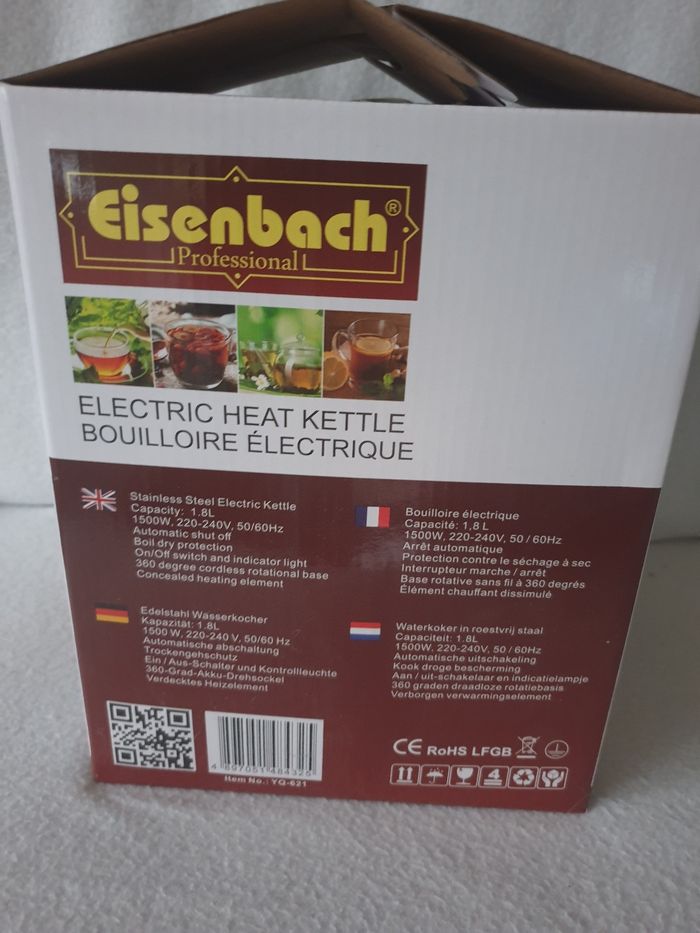 Eisenbach®
Professional
ELECTRIC HEAT KETTLE
BOUILLOIRE ÉLECTRIQUE
Stainless Steel Electric Kettle
Capacity: 1.8L
1500W, 220-240V, 50/60Hz
Automatic shut off
Boil dry protection
On/Off switch and indicator light
360 degree cordless rotational base
Concealed heating element
Bouilloire électrique
Capacité: 1,8 L
1500W, 220-240V, 50 / 60Hz
Arrêt automatique
Protection contre le séchage à sec
Interrupteur marche / arrêt
Base rotative sans fil à 360 degrés
Élément chauffant dissimulé
Edelstahl Wasserkocher
Kapazität: 1.8L
1500 W, 220-240 V, 50/60 Hz
Automatische abschaltung
Trockengehschutz
Ein / Aus-Schalter und Kontrollleuchte
360-Grad-Akku-Drehsockel
Verdecktes Heizelement
Waterkoker in roestvrij staal
Capaciteit: 1.8L
1500W, 220-240V, 50 / 60Hz
Automatische uitschakeling
Kook droge bescherming
Aan / uit-schakelaar en indicatielampje
360 graden draadloze rotatiebasis
Verborgen verwarmingselement
4 897051 484325
Item No.: YQ-621
CE RoHS LFGB
4